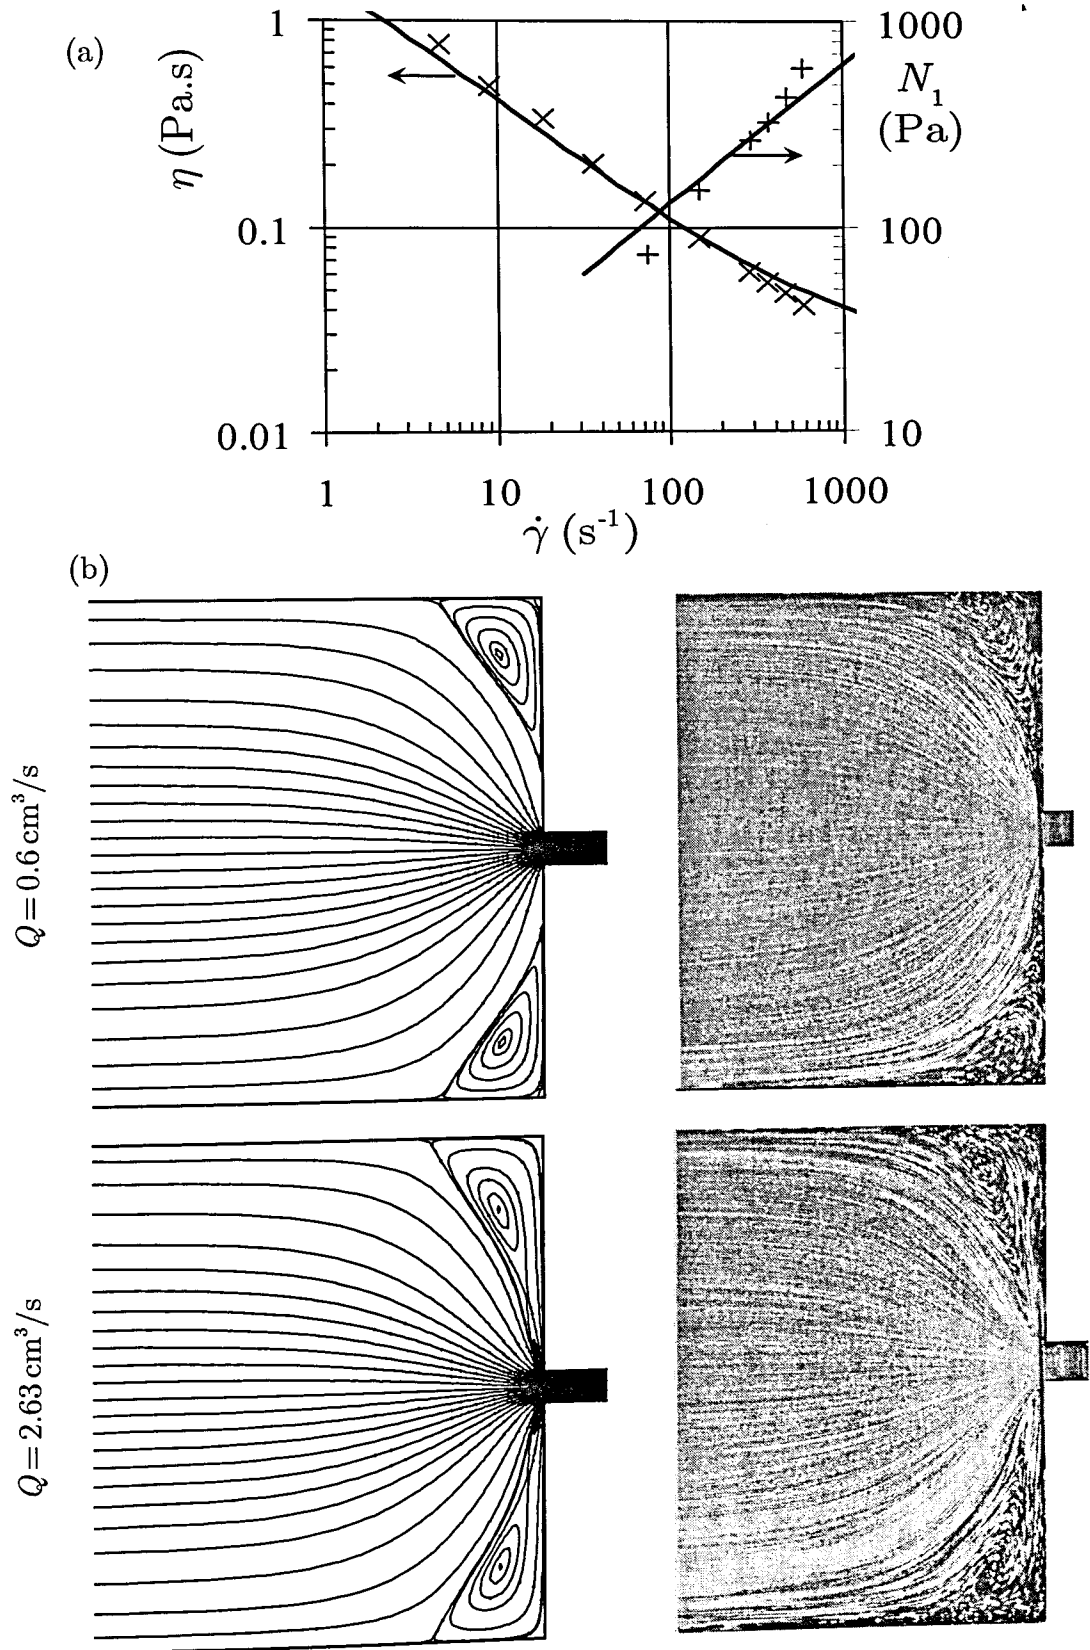 (a)
η (Pa.s)
1
0.1
0.01
1000
N₁
(Pa)
100
10
1 10 100 1000
γ̇ (s⁻¹)
(b)
Q = 0.6 cm³/s
Q = 2.63 cm³/s